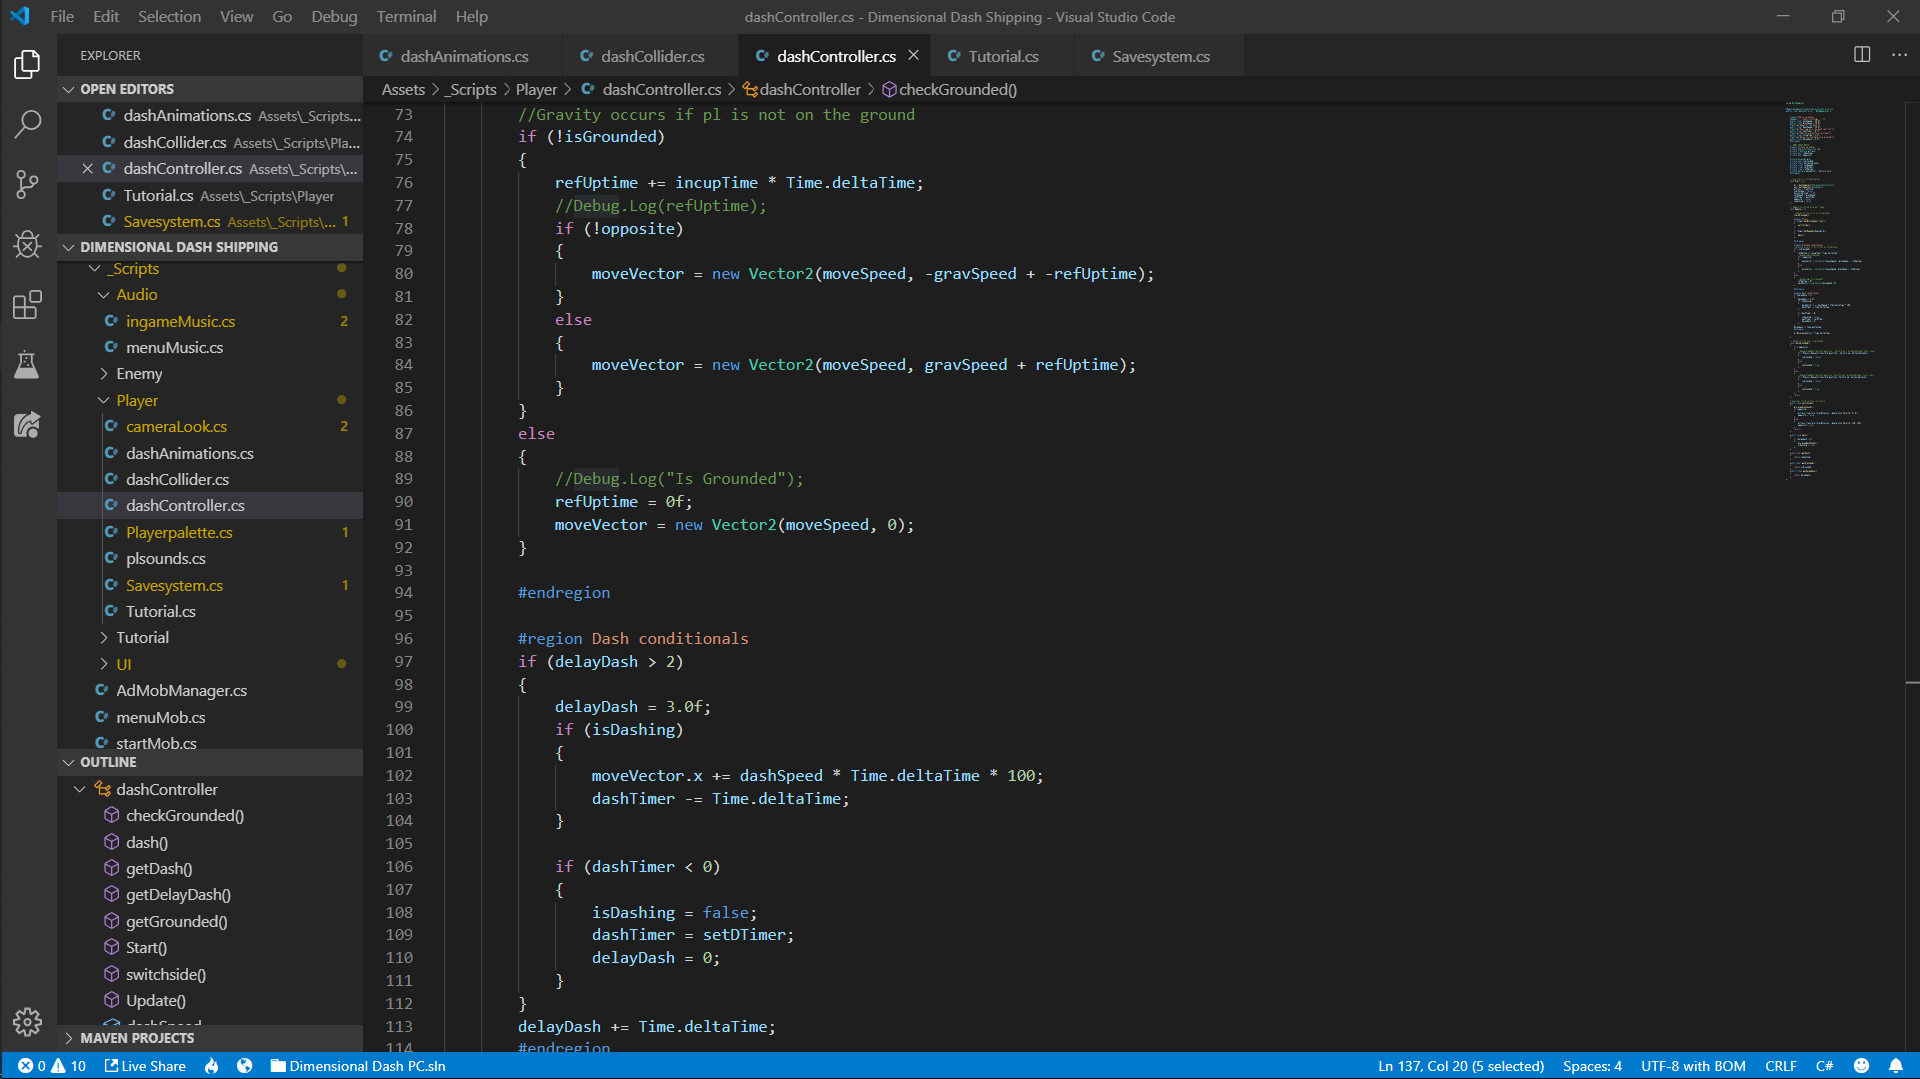 File Edit Selection View Go Debug Terminal Help
dashController.cs - Dimensional Dash Shipping - Visual Studio Code
EXPLORER
OPEN EDITORS
dashAnimations.cs Assets\_Scripts...
dashCollider.cs Assets\_Scripts\Pla...
dashController.cs Assets\_Scripts\...
Tutorial.cs Assets\_Scripts\Player
Savesystem.cs Assets\_Scripts\... 1
DIMENSIONAL DASH SHIPPING
_Scripts
Audio
ingameMusic.cs 2
menuMusic.cs
Enemy
Player
cameraLook.cs 2
dashAnimations.cs
dashCollider.cs
dashController.cs
Playerpalette.cs 1
plsounds.cs
Savesystem.cs 1
Tutorial.cs
Tutorial
UI
AdMobManager.cs
menuMob.cs
startMob.cs
OUTLINE
dashController
checkGrounded()
dash()
getDash()
getDelayDash()
getGrounded()
Start()
switchside()
Update()
dashSpeed
MAVEN PROJECTS
dashAnimations.cs dashCollider.cs dashController.cs Tutorial.cs Savesystem.cs
Assets > _Scripts > Player > dashController.cs > dashController > checkGrounded()
73 //Gravity occurs if pl is not on the ground
74 if (!isGrounded)
75 {
76 refUptime += incupTime * Time.deltaTime;
77 //Debug.Log(refUptime);
78 if (!opposite)
79 {
80 moveVector = new Vector2(moveSpeed, -gravSpeed + -refUptime);
81 }
82 else
83 {
84 moveVector = new Vector2(moveSpeed, gravSpeed + refUptime);
85 }
86 }
87 else
88 {
89 //Debug.Log("Is Grounded");
90 refUptime = 0f;
91 moveVector = new Vector2(moveSpeed, 0);
92 }
93
94 #endregion
95
96 #region Dash conditionals
97 if (delayDash > 2)
98 {
99 delayDash = 3.0f;
100 if (isDashing)
101 {
102 moveVector.x += dashSpeed * Time.deltaTime * 100;
103 dashTimer -= Time.deltaTime;
104 }
105
106 if (dashTimer < 0)
107 {
108 isDashing = false;
109 dashTimer = setDTimer;
110 delayDash = 0;
111 }
112 }
113 delayDash += Time.deltaTime;
114 #endregion
0 10 Live Share Dimensional Dash PC.sln Ln 137, Col 20 (5 selected) Spaces: 4 UTF-8 with BOM CRLF C#